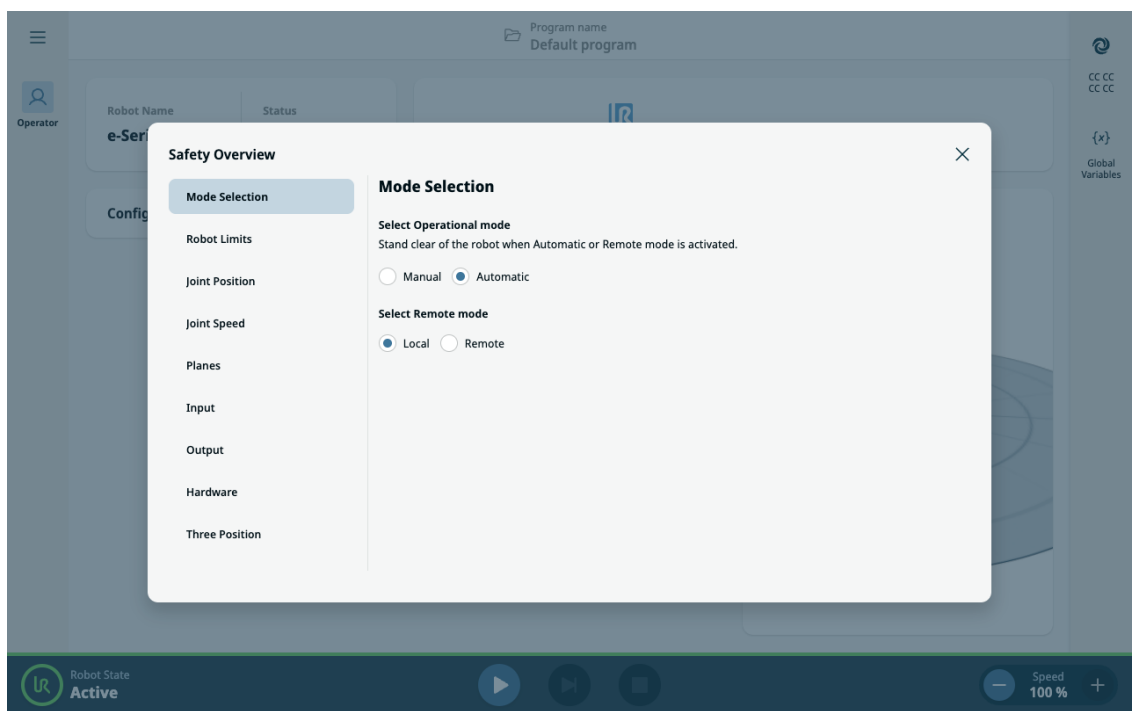 Program name
Default program
Operator
Robot Name
Status
e-Seri
Config
CC CC
CC CC
{x}
Global
Variables
Safety Overview
Mode Selection
Robot Limits
Joint Position
Joint Speed
Planes
Input
Output
Hardware
Three Position
Mode Selection
Select Operational mode
Stand clear of the robot when Automatic or Remote mode is activated.
Manual Automatic
Select Remote mode
Local Remote
Robot State
Active
Speed
100 %